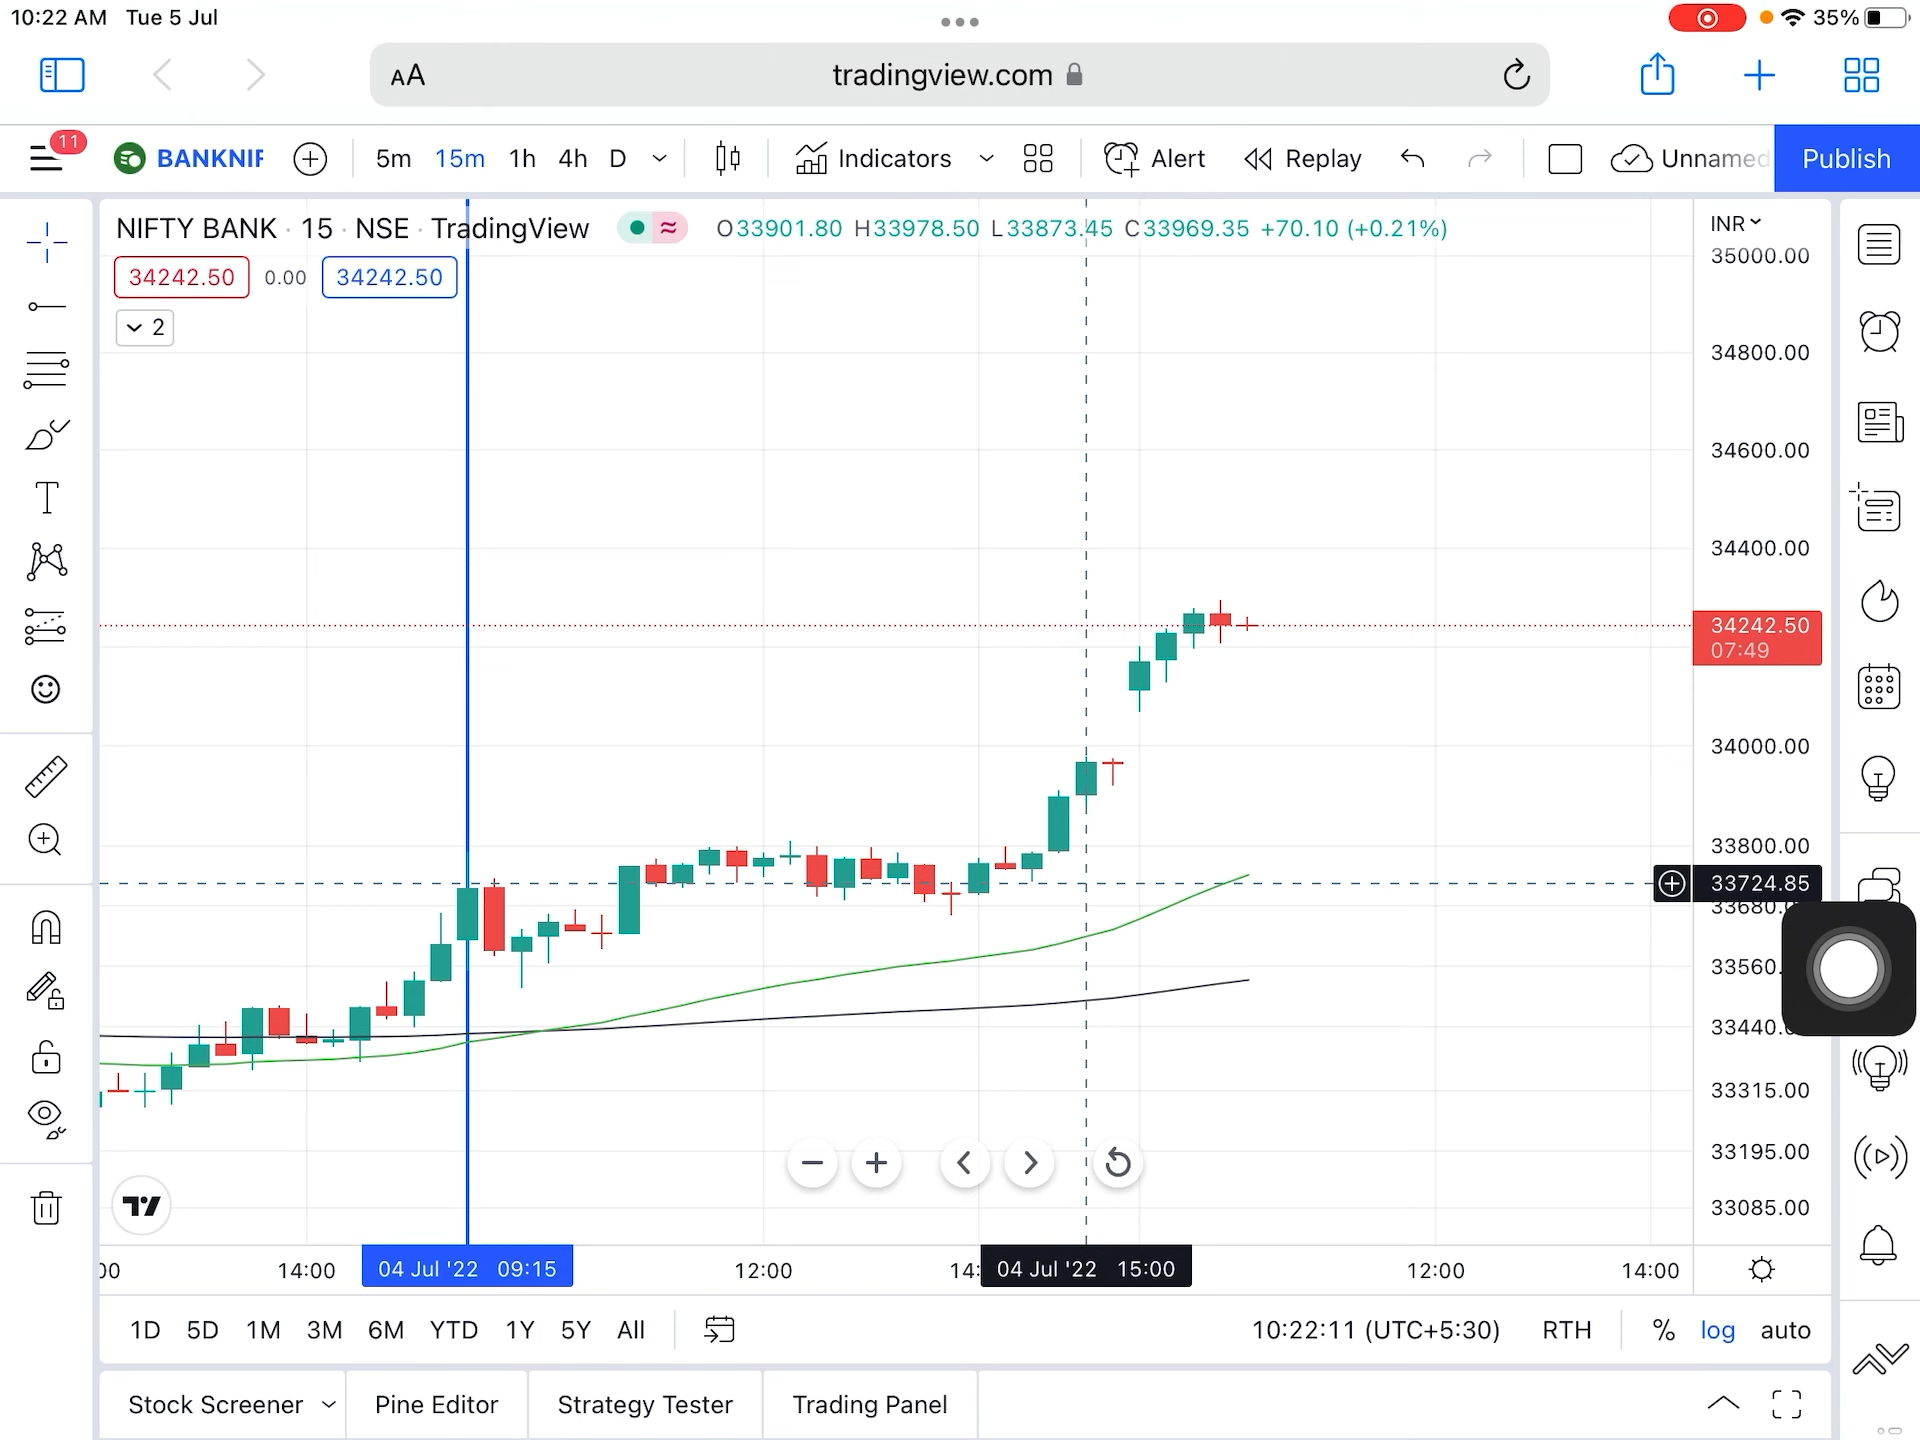 10:22 AM Tue 5 Jul
35%
AA
tradingview.com
11
BANKNIF
5m 15m 1h 4h D
Indicators
Alert
Replay
Unnamed
Publish
NIFTY BANK · 15 · NSE · TradingView
O33901.80 H33978.50 L33873.45 C33969.35 +70.10 (+0.21%)
34242.50 0.00 34242.50
2
INR
35000.00
34800.00
34600.00
34400.00
34242.50
07:49
34000.00
33800.00
33724.85
33680.0
33560.
33440.
33315.00
33195.00
33085.00
00 14:00 04 Jul '22 09:15 12:00 14: 04 Jul '22 15:00 12:00 14:00
1D 5D 1M 3M 6M YTD 1Y 5Y All
10:22:11 (UTC+5:30) RTH % log auto
Stock Screener Pine Editor Strategy Tester Trading Panel